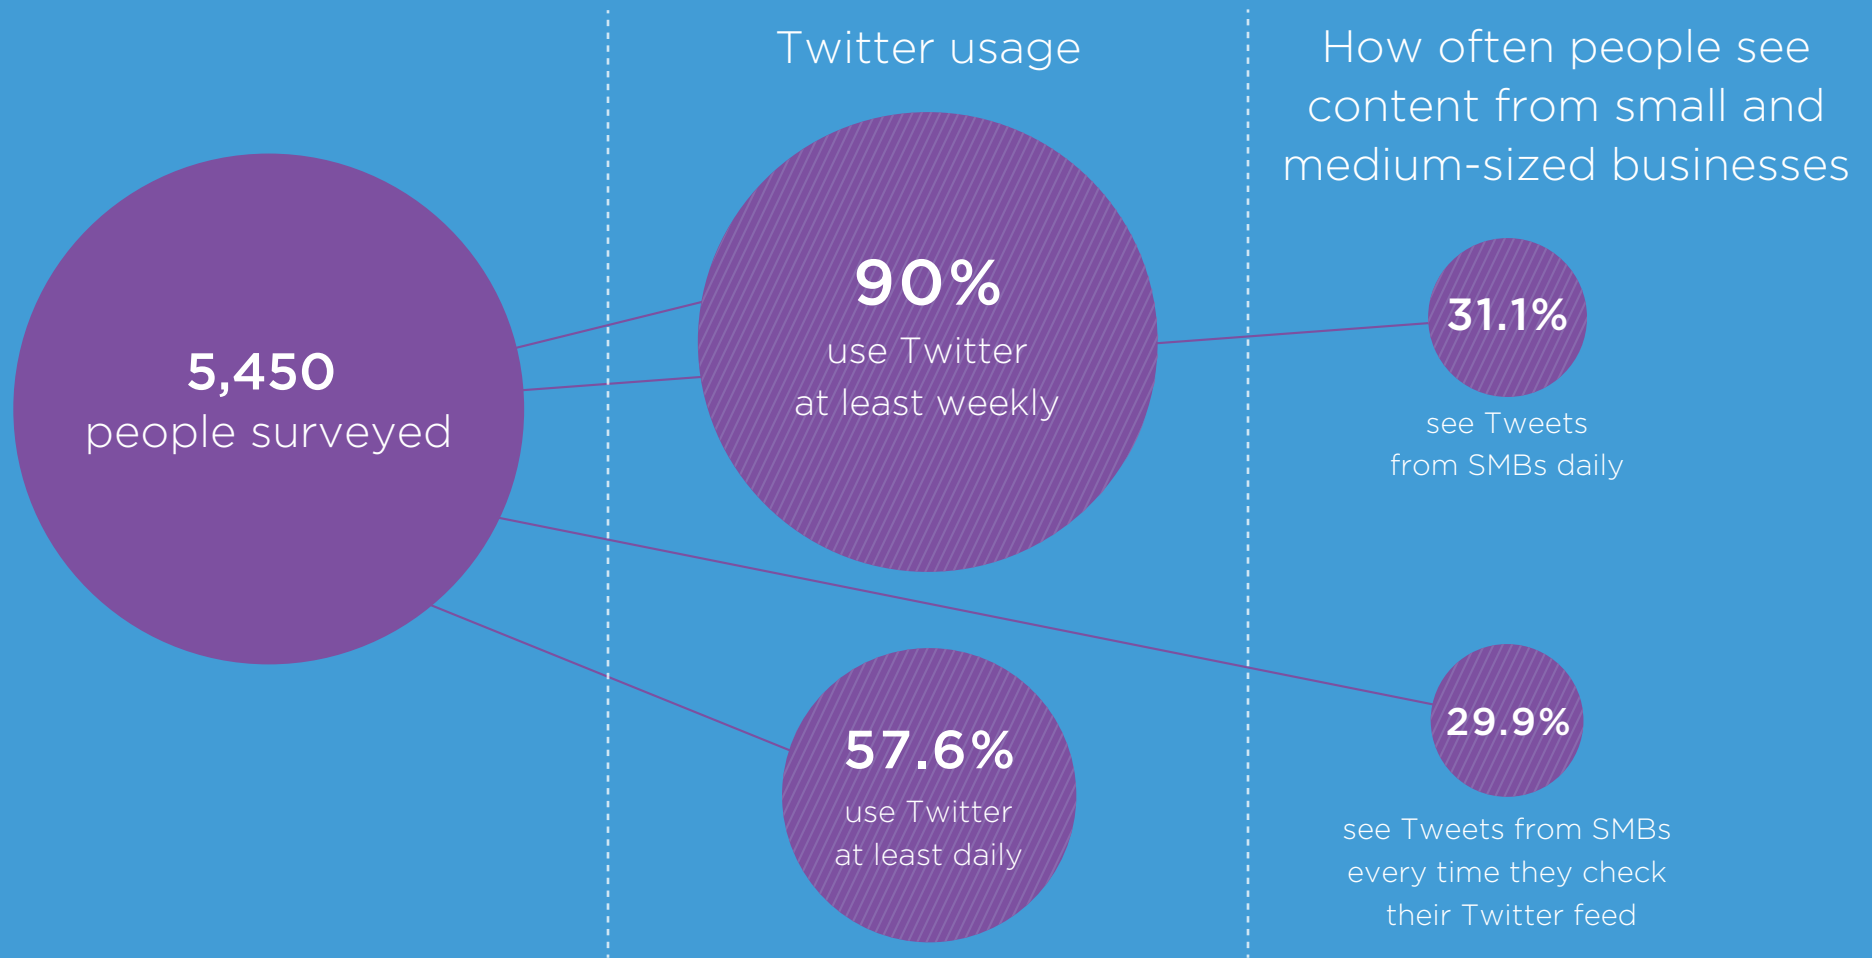 5,450
people surveyed
Twitter usage
90%
use Twitter
at least weekly
57.6%
use Twitter
at least daily
How often people see
content from small and
medium-sized businesses
31.1%
see Tweets
from SMBs daily
29.9%
see Tweets from SMBs
every time they check
their Twitter feed